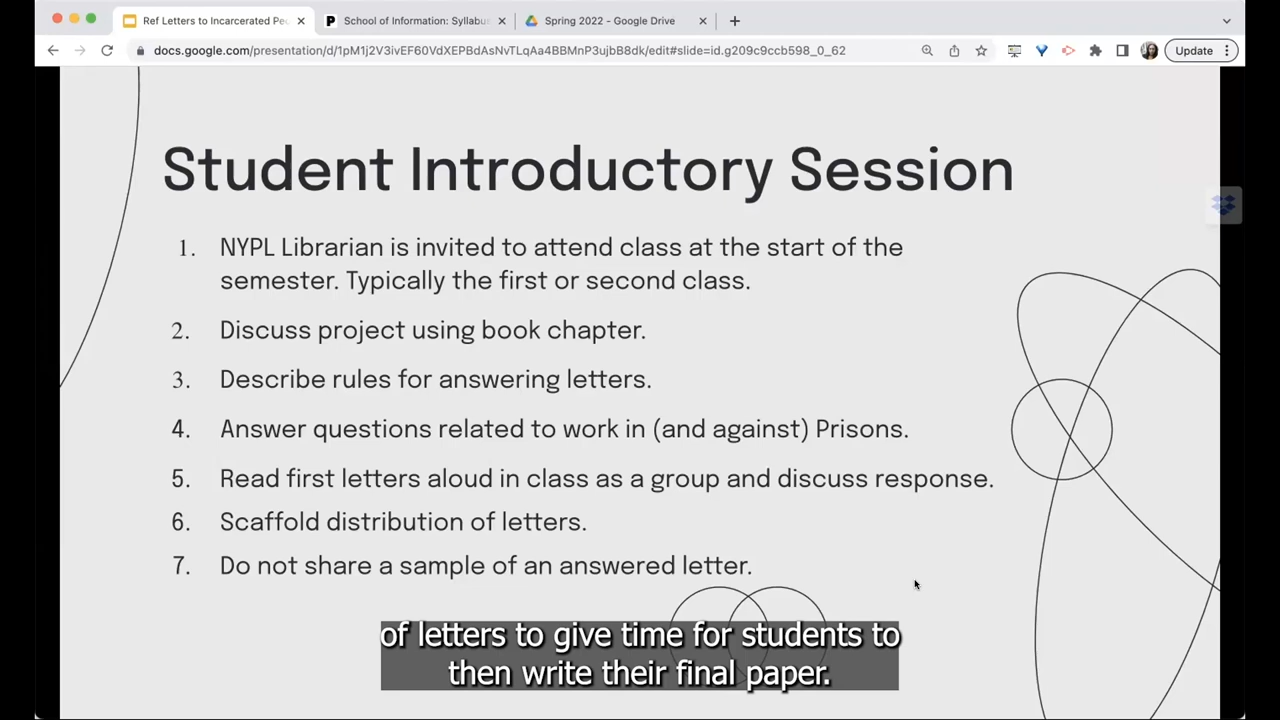 Ref Letters to Incarcerated Peo
School of Information: Syllabu
Spring 2022 - Google Drive
docs.google.com/presentation/d/1pM1j2V3ivEF60VdXEPBdAsNvTLqAa4BBMnP3ujbB8dk/edit#slide=id.g209c9ccb598_0_62
Update
Student Introductory Session
1. NYPL Librarian is invited to attend class at the start of the
semester. Typically the first or second class.
2. Discuss project using book chapter.
3. Describe rules for answering letters.
4. Answer questions related to work in (and against) Prisons.
5. Read first letters aloud in class as a group and discuss response.
6. Scaffold distribution of letters.
7. Do not share a sample of an answered letter.
of letters to give time for students to
then write their final paper.